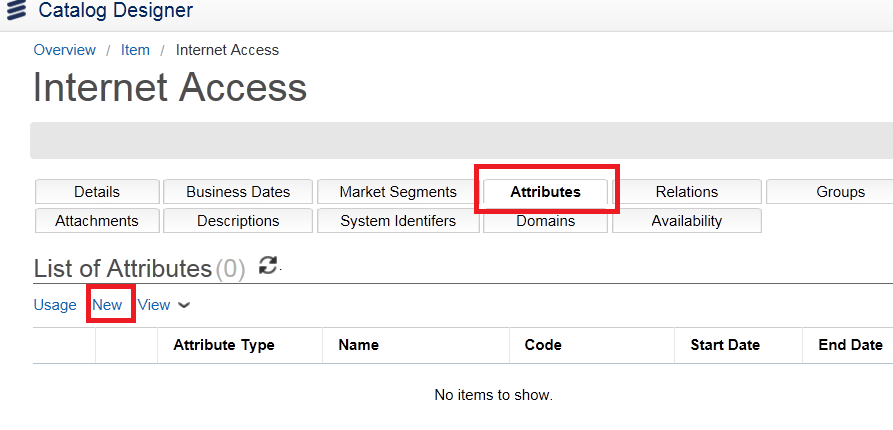 Catalog Designer
Overview / Item / Internet Access
Internet Access
Details Business Dates Market Segments Attributes Relations Groups
Attachments Descriptions System Identifers Domains Availability
List of Attributes (0)
Usage New View
Attribute Type Name Code Start Date End Date
No items to show.